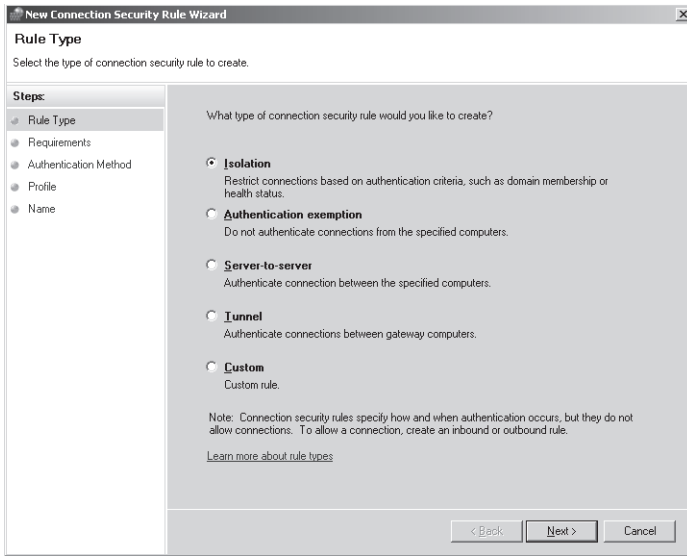 New Connection Security Rule Wizard
Rule Type
Select the type of connection security rule to create.
Steps:
Rule Type
Requirements
Authentication Method
Profile
Name
What type of connection security rule would you like to create?
Isolation
Restrict connections based on authentication criteria, such as domain membership or
health status.
Authentication exemption
Do not authenticate connections from the specified computers.
Server-to-server
Authenticate connection between the specified computers.
Tunnel
Authenticate connections between gateway computers.
Custom
Custom rule.
Note: Connection security rules specify how and when authentication occurs, but they do not
allow connections. To allow a connection, create an inbound or outbound rule.
Learn more about rule types
< Back
Next >
Cancel